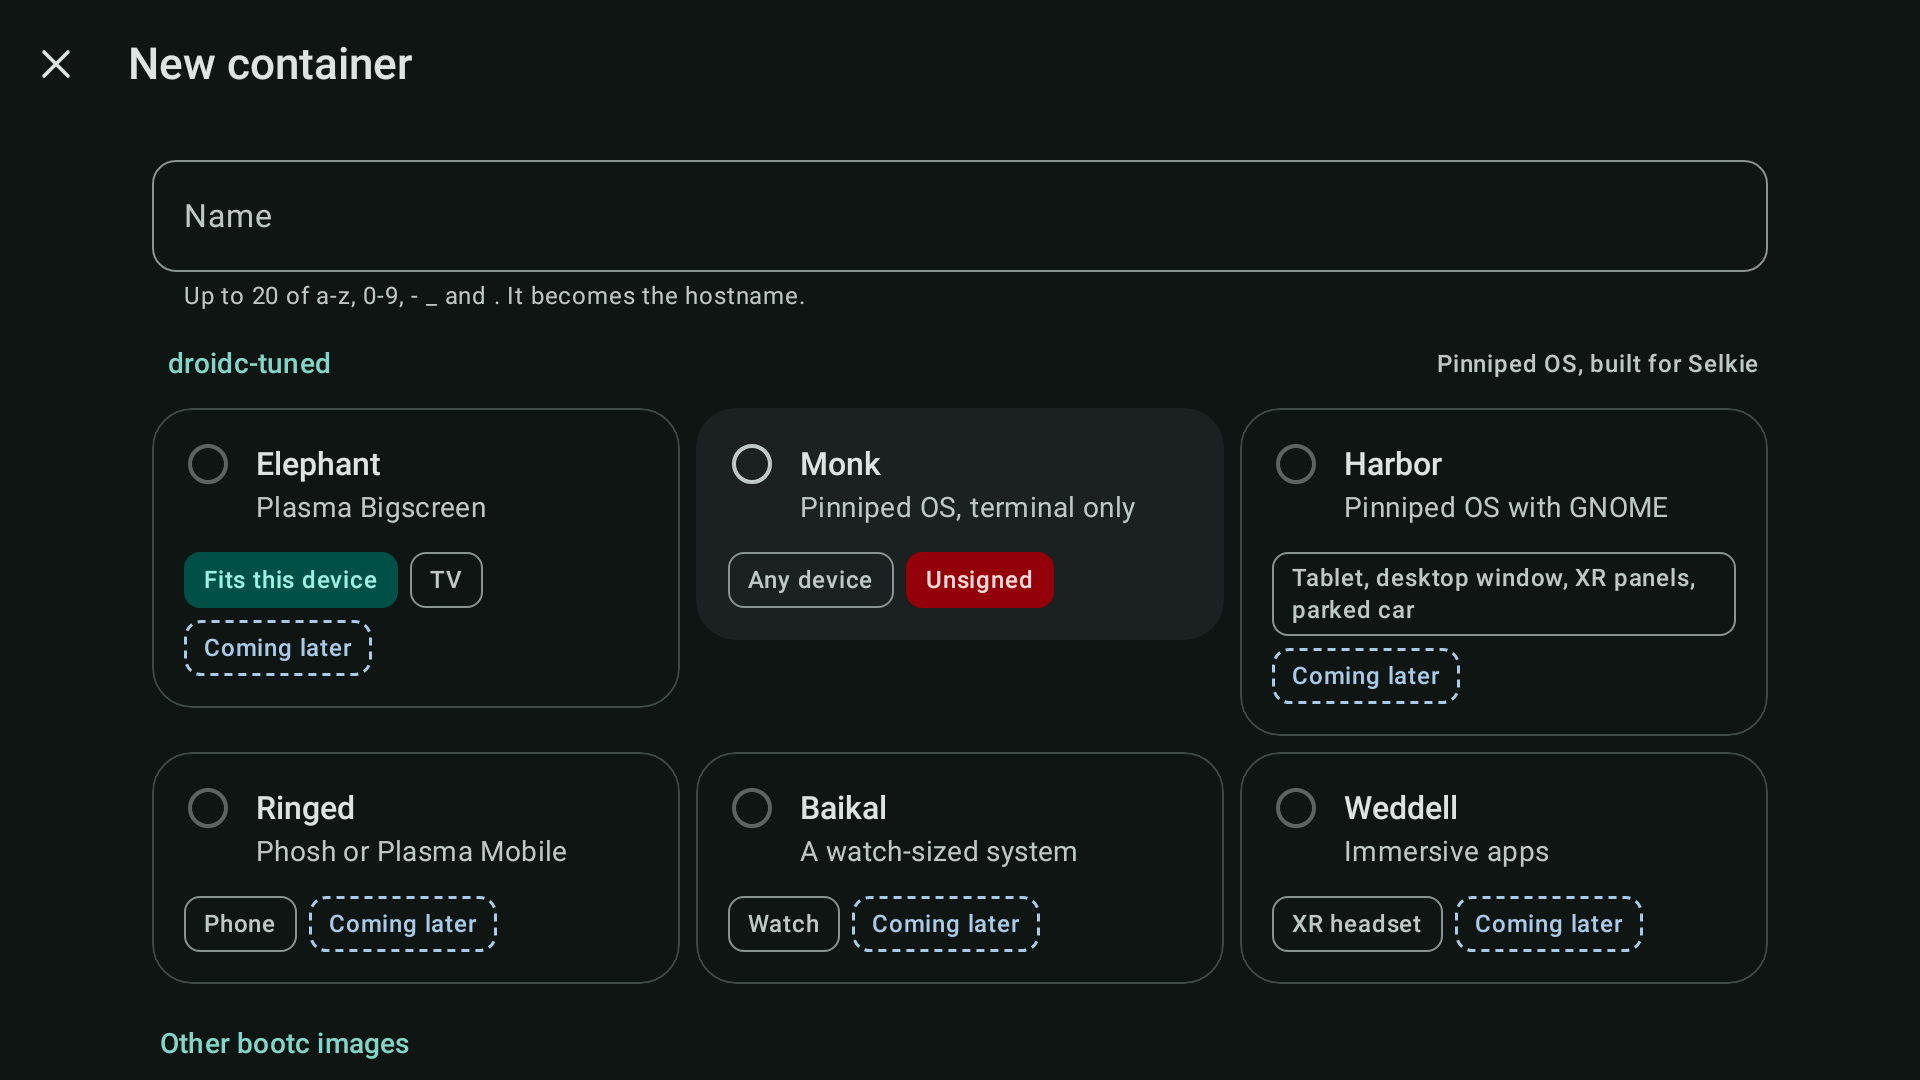 New container
Name
Up to 20 of a-z, 0-9, - _ and . It becomes the hostname.
droidc-tuned
Pinniped OS, built for Selkie
Elephant
Plasma Bigscreen
Fits this device
TV
Coming later
Monk
Pinniped OS, terminal only
Any device
Unsigned
Harbor
Pinniped OS with GNOME
Tablet, desktop window, XR panels,
parked car
Coming later
Ringed
Phosh or Plasma Mobile
Phone
Coming later
Baikal
A watch-sized system
Watch
Coming later
Weddell
Immersive apps
XR headset
Coming later
Other bootc images